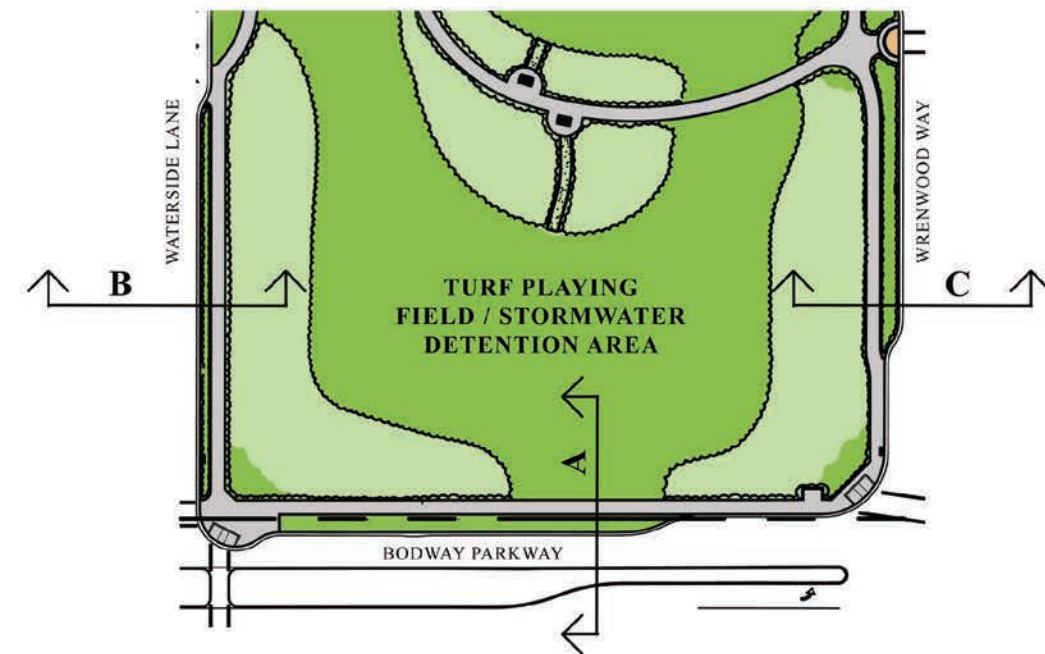 WATERSIDE LANE
WRENWOOD WAY
B
C
TURF PLAYING
FIELD / STORMWATER
DETENTION AREA
A
BODWAY PARKWAY